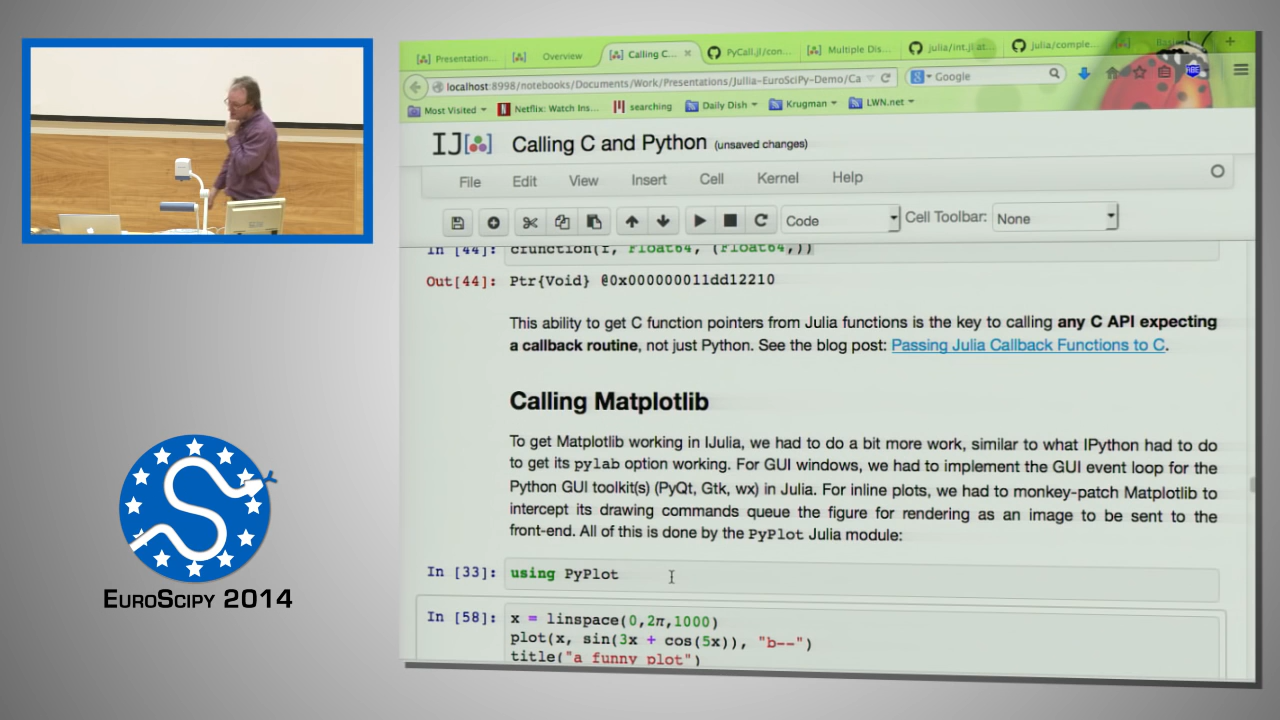 Presentation...
Overview
Calling C...
PyCall.jl/con...
Multiple Dis...
julia/int.jl at...
julia/comple...
localhost:8998/notebooks/Documents/Work/Presentations/Jullia-EuroSciPy-Demo/Ca
Google
ABE
Most Visited
Netflix: Watch Ins...
searching
Daily Dish
Krugman
LWN.net
IJ
Calling C and Python (unsaved changes)
File Edit View Insert Cell Kernel Help
Code
Cell Toolbar: None
In [44]: cfunction(f, Float64, (Float64,))
Out[44]: Ptr{Void} @0x000000011dd12210
This ability to get C function pointers from Julia functions is the key to calling any C API expecting
a callback routine, not just Python. See the blog post: Passing Julia Callback Functions to C.
Calling Matplotlib
To get Matplotlib working in IJulia, we had to do a bit more work, similar to what IPython had to do
to get its pylab option working. For GUI windows, we had to implement the GUI event loop for the
Python GUI toolkit(s) (PyQt, Gtk, wx) in Julia. For inline plots, we had to monkey-patch Matplotlib to
intercept its drawing commands queue the figure for rendering as an image to be sent to the
front-end. All of this is done by the PyPlot Julia module:
In [33]: using PyPlot
In [58]: x = linspace(0,2π,1000)
plot(x, sin(3x + cos(5x)), "b--")
title("a funny plot")
EuroScipy 2014